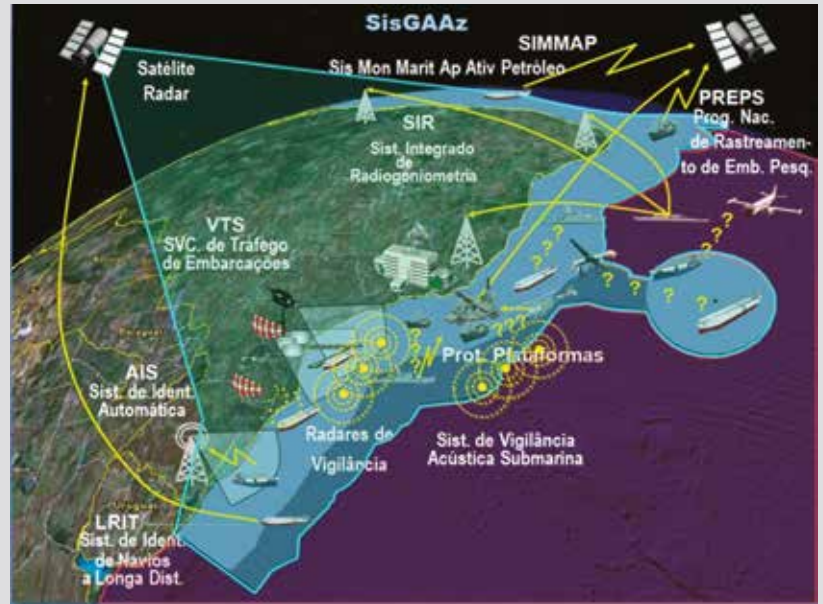 SisGAAz
SIMMAP
Sis Mon Marit Ap Ativ Petróleo
Satélite
Radar
PREPS
Prog. Nac.
de Rastreamen-
to de Emb. Pesq.
SIR
Sist. Integrado
de
Radiogoniometria
VTS
SVC. de Tráfego
de Embarcações
? ? ? ?
? ? ?
? ? ? ?
? ? ?
? ? ?
Prot. Plataformas
AIS
Sist. de Ident.
Automática
Radares de
Vigilância
Sist. de Vigilância
Acústica Submarina
LRIT
Sist. de Ident.
de Navios
a Longa Dist.